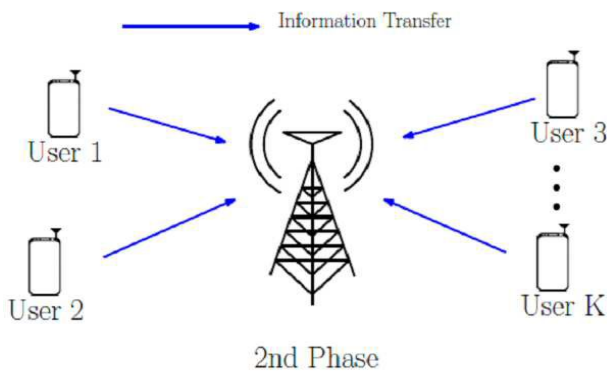 Information Transfer
User 1
User 3
User 2
User K
2nd Phase